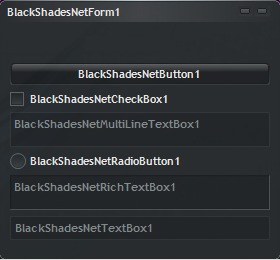 BlackShadesNetForm1
BlackShadesNetButton1
BlackShadesNetCheckBox1
BlackShadesNetMultiLineTextBox1
BlackShadesNetRadioButton1
BlackShadesNetRichTextBox1
BlackShadesNetTextBox1